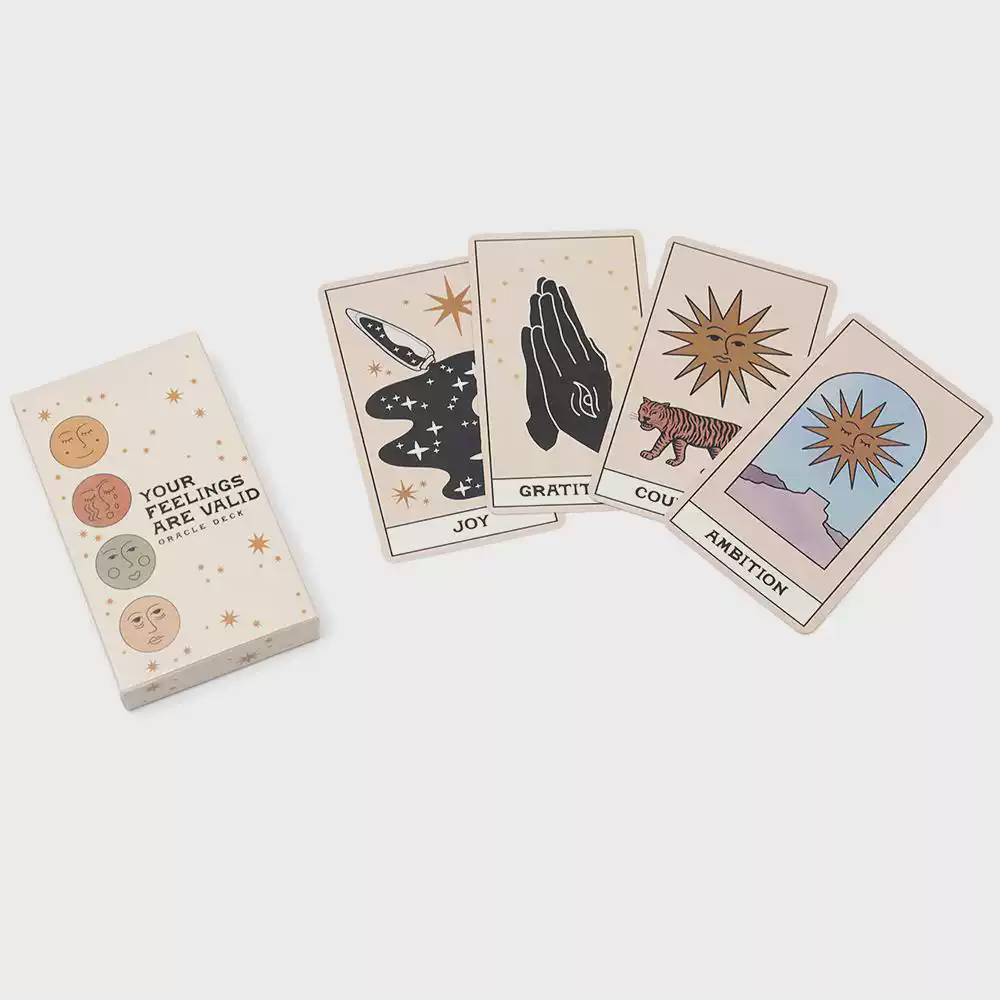 YOUR
FEELINGS
ARE VALID
ORACLE DECK
JOY
GRATIT
COU
AMBITION